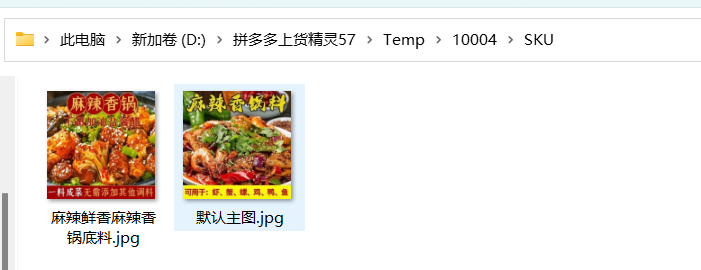 此电脑 > 新加卷 (D:) > 拼多多上货精灵57 > Temp > 10004 > SKU
麻辣香锅
一料成菜无需添加其他调料
麻辣香锅料
可用于：虾、蟹、螺、鸡、鸭、鱼
麻辣鲜香麻辣香
锅底料.jpg
默认主图.jpg